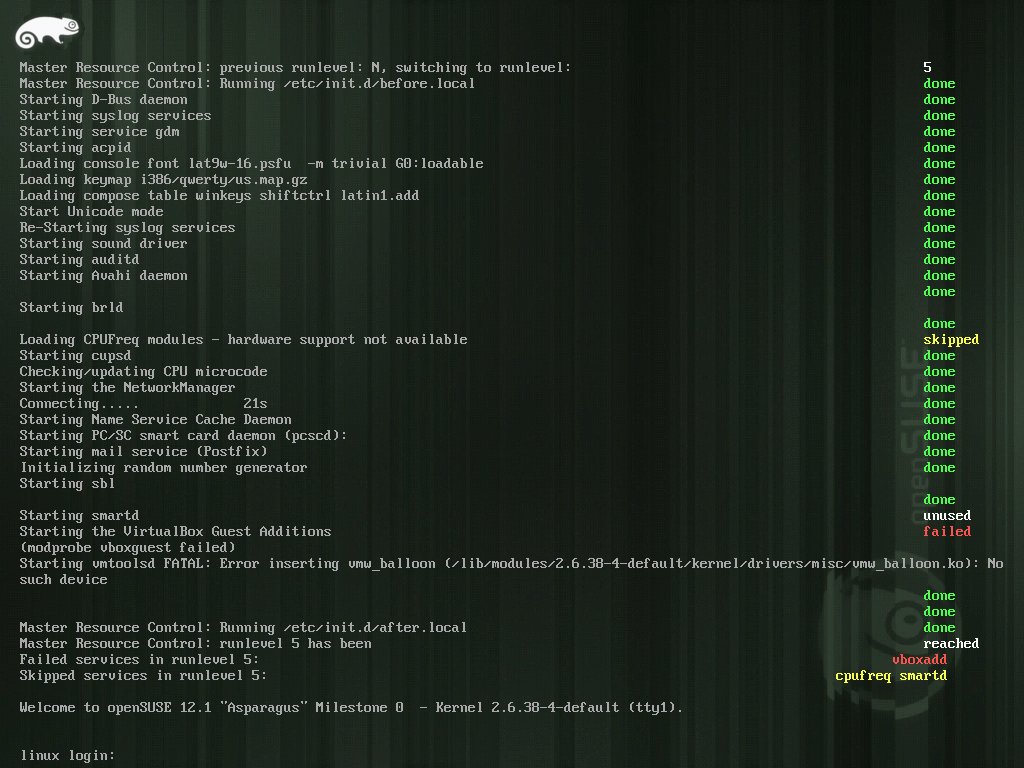 Master Resource Control: previous runlevel: N, switching to runlevel: 5
Master Resource Control: Running /etc/init.d/before.local done
Starting D-Bus daemon done
Starting syslog services done
Starting service gdm done
Starting acpid done
Loading console font lat9w-16.psfu  -m trivial G0:loadable done
Loading keymap i386/qwerty/us.map.gz done
Loading compose table winkeys shiftctrl latin1.add done
Start Unicode mode done
Re-Starting syslog services done
Starting sound driver done
Starting auditd done
Starting Avahi daemon done
done
Starting brld
done
Loading CPUFreq modules - hardware support not available skipped
Starting cupsd done
Checking/updating CPU microcode done
Starting the NetworkManager done
Connecting..... 21s done
Starting Name Service Cache Daemon done
Starting PC/SC smart card daemon (pcscd): done
Starting mail service (Postfix) done
Initializing random number generator done
Starting sbl
done
Starting smartd unused
Starting the VirtualBox Guest Additions failed
(modprobe vboxguest failed)
Starting vmtoolsd FATAL: Error inserting vmw_balloon (/lib/modules/2.6.38-4-default/kernel/drivers/misc/vmw_balloon.ko): No
such device
done
done
Master Resource Control: Running /etc/init.d/after.local done
Master Resource Control: runlevel 5 has been reached
Failed services in runlevel 5: vboxadd
Skipped services in runlevel 5: cpufreq smartd
Welcome to openSUSE 12.1 "Asparagus" Milestone 0  - Kernel 2.6.38-4-default (tty1).
linux login:
openSUSE